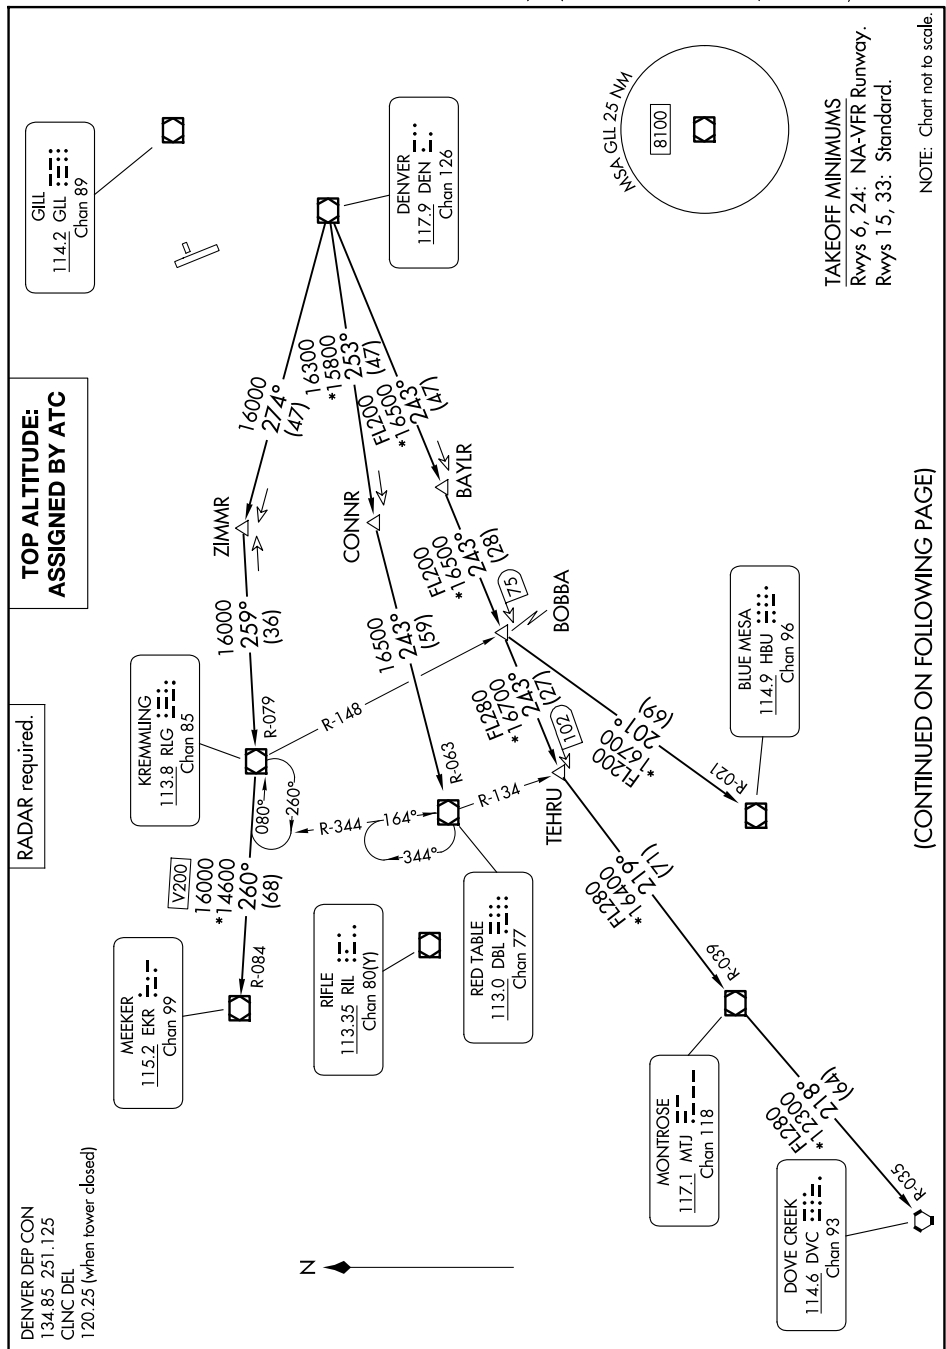 DENVER DEP CON
134.85 251.125
CLNC DEL
120.25 (when tower closed)
RADAR required.
TOP ALTITUDE:
ASSIGNED BY ATC
GILL
114.2 GLL
Chan 89
MEEKER
115.2 EKR
Chan 99
V200
16000
*14600
260°
(68)
R-084
KREMMLING
113.8 RLG
Chan 85
080°
260°
R-079
16000
259°
(36)
ZIMMR
16000
274°
(47)
DENVER
117.9 DEN
Chan 126
16300
*15800
253°
(47)
CONNR
16500
243°
(59)
R-063
R-148
R-344
164°
344°
R-134
RIFLE
113.35 RIL
Chan 80(Y)
RED TABLE
113.0 DBL
Chan 77
FL200
*16500
243°
(47)
BAYLR
FL200
*16500
243°
(28)
75
BOBBA
FL280
*16700
243°
(27)
102
TEHRU
FL200
*16700
201°
(69)
R-021
BLUE MESA
114.9 HBU
Chan 96
FL280
*16400
219°
(71)
R-039
MONTROSE
117.1 MTJ
Chan 118
FL280
*12300
218°
(64)
R-035
DOVE CREEK
114.6 DVC
Chan 93
N
MSA GLL 25 NM
8100
TAKEOFF MINIMUMS
Rwys 6, 24: NA-VFR Runway.
Rwys 15, 33: Standard.
NOTE: Chart not to scale.
(CONTINUED ON FOLLOWING PAGE)